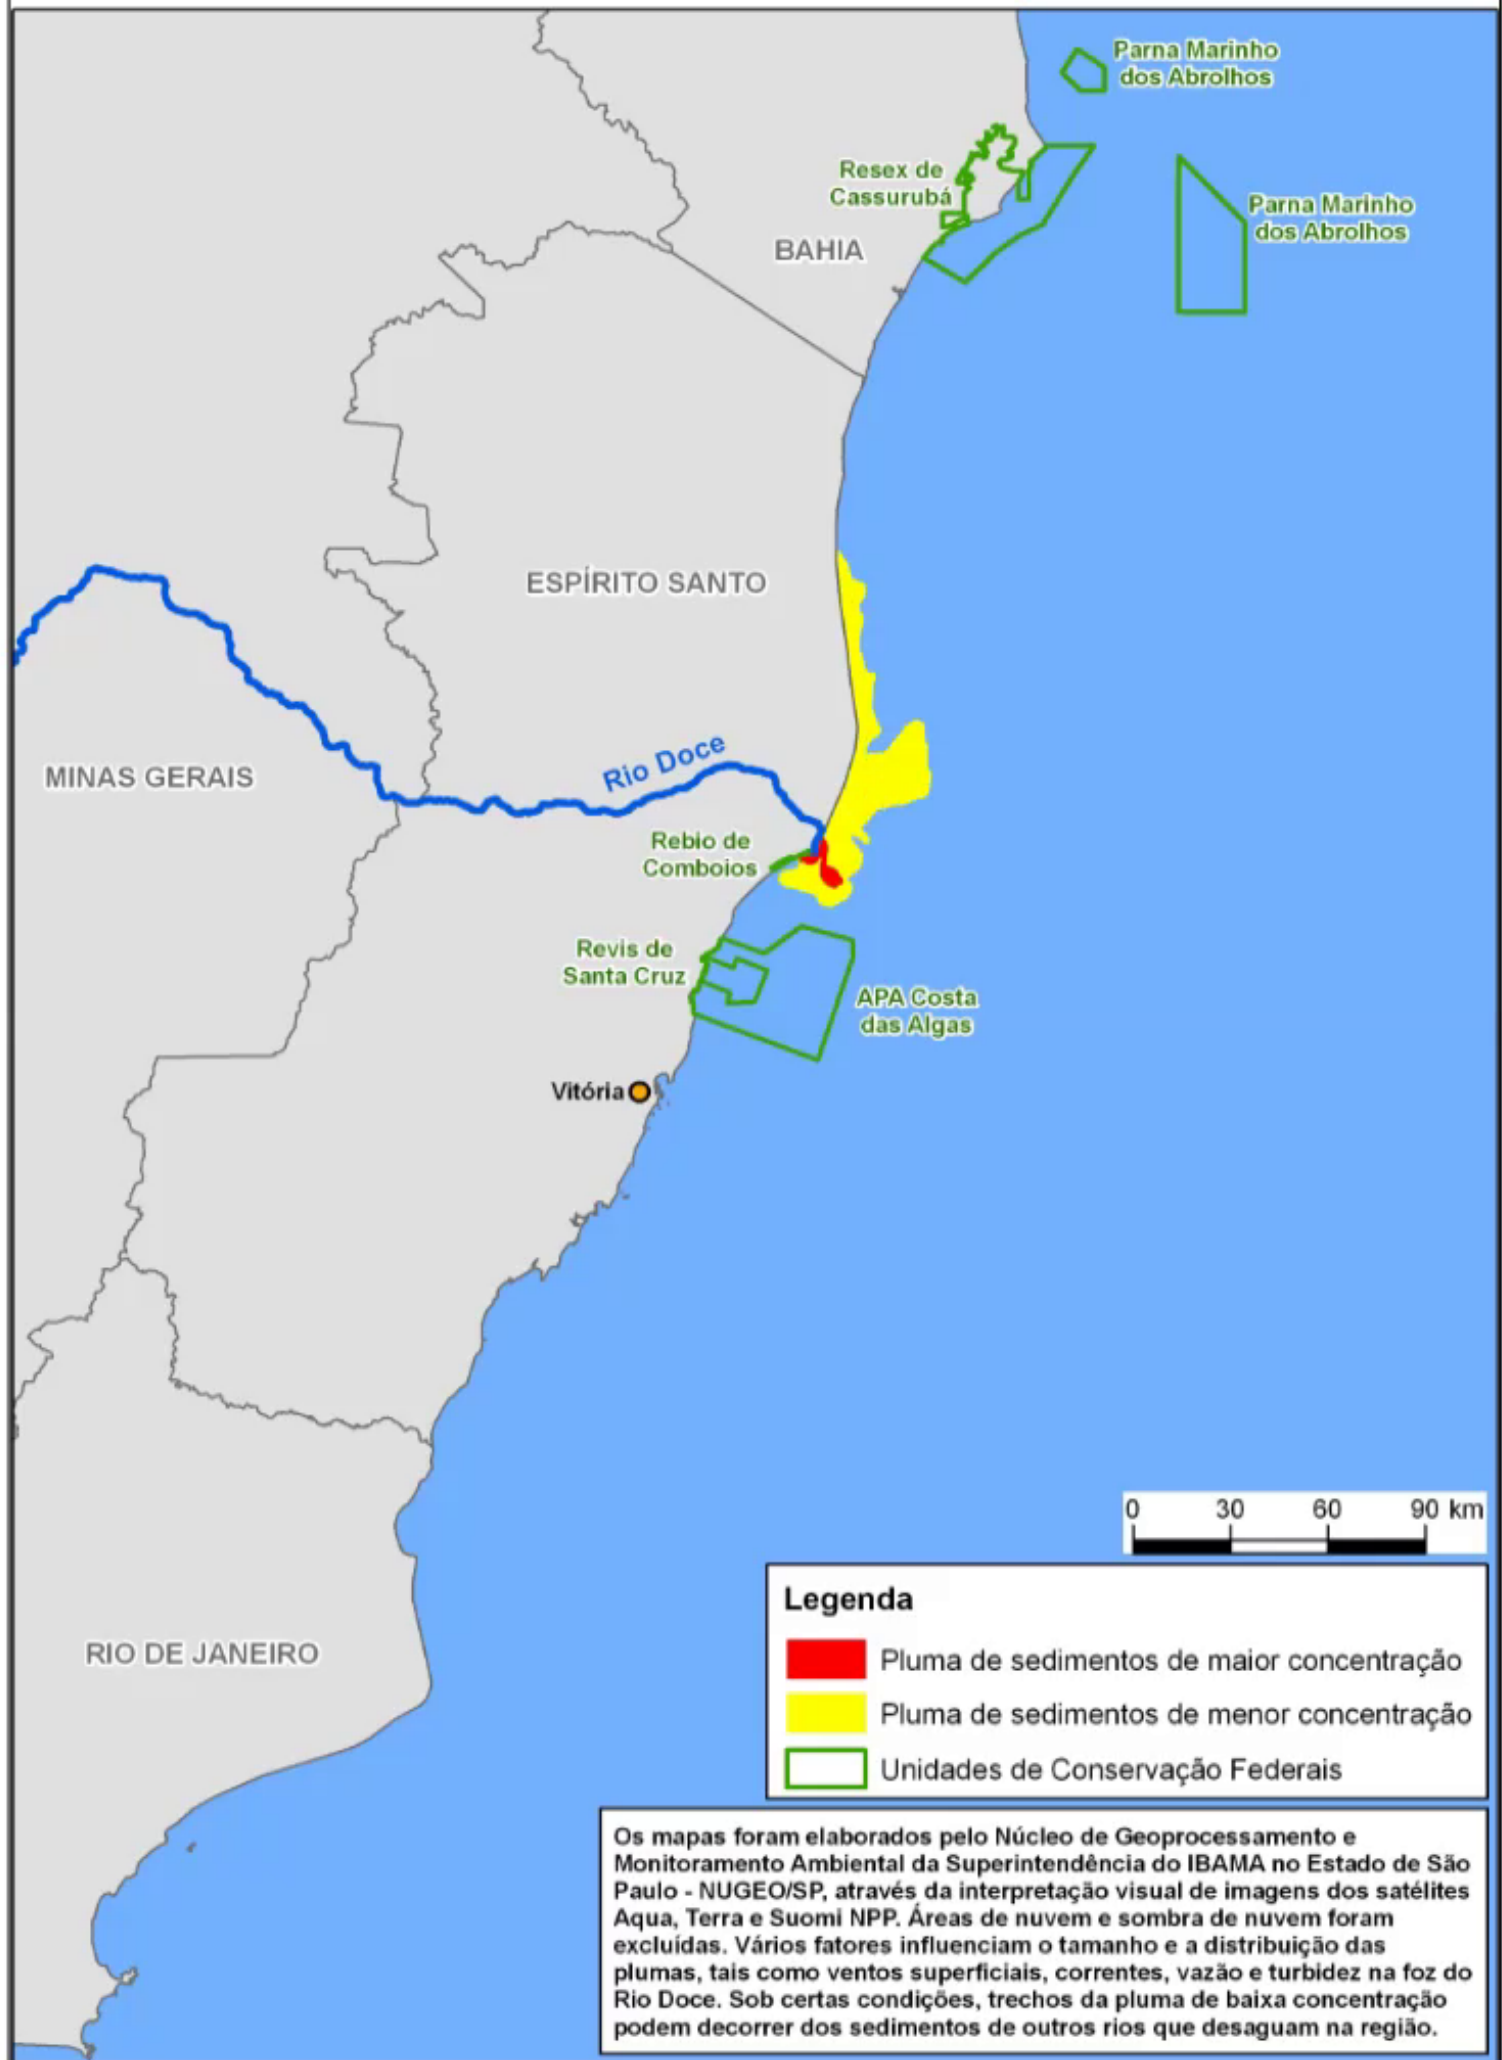 Parna Marinho
dos Abrolhos
Resex de
Cassurubá
Parna Marinho
dos Abrolhos
BAHIA
ESPÍRITO SANTO
Rio Doce
MINAS GERAIS
Rebio de
Comboios
Revis de
Santa Cruz
APA Costa
das Algas
Vitória
0 30 60 90 km
Legenda
Pluma de sedimentos de maior concentração
Pluma de sedimentos de menor concentração
Unidades de Conservação Federais
RIO DE JANEIRO
Os mapas foram elaborados pelo Núcleo de Geoprocessamento e
Monitoramento Ambiental da Superintendência do IBAMA no Estado de São
Paulo - NUGEO/SP, através da interpretação visual de imagens dos satélites
Aqua, Terra e Suomi NPP. Áreas de nuvem e sombra de nuvem foram
excluídas. Vários fatores influenciam o tamanho e a distribuição das
plumas, tais como ventos superficiais, correntes, vazão e turbidez na foz do
Rio Doce. Sob certas condições, trechos da pluma de baixa concentração
podem decorrer dos sedimentos de outros rios que desaguam na região.